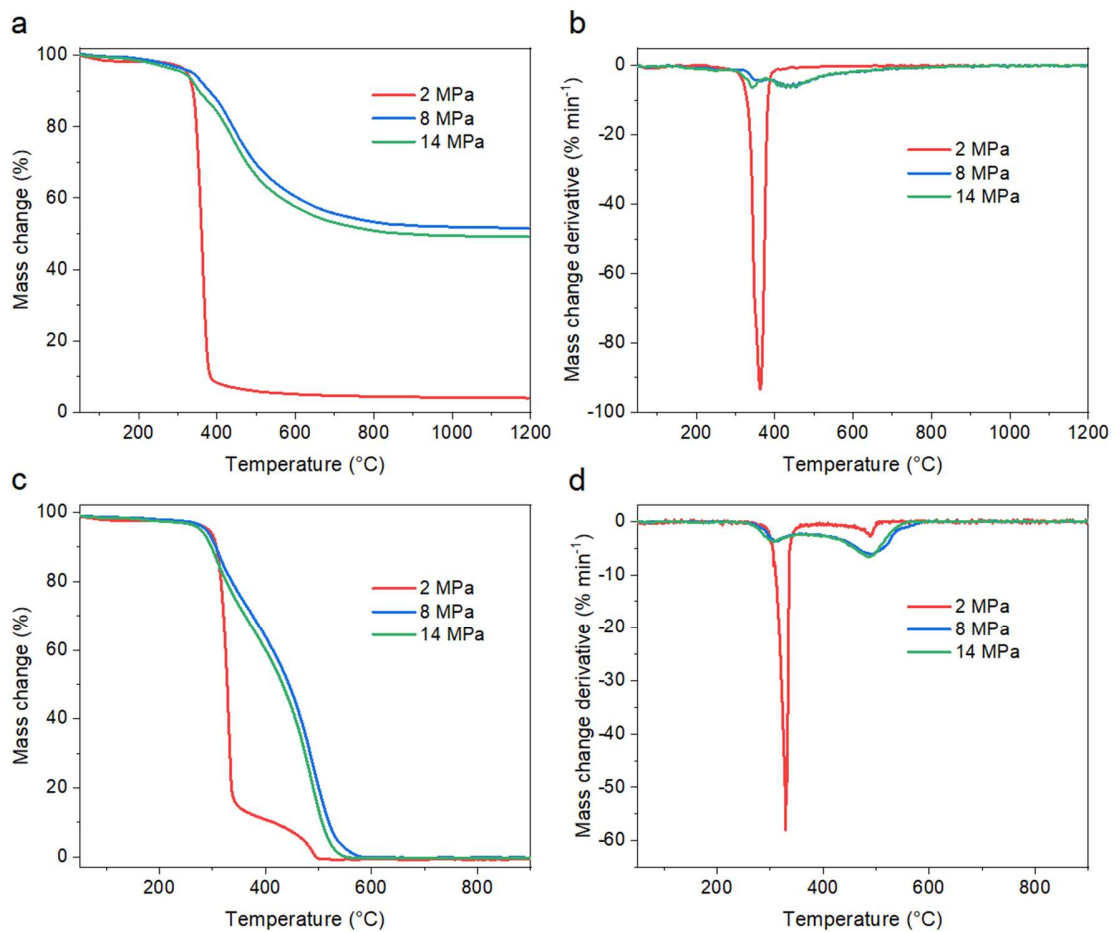 a
100
80
60
40
20
0
Mass change (%)
2 MPa
8 MPa
14 MPa
200
400
600
800
1000
1200
Temperature (°C)
b
0
-20
-40
-60
-80
-100
Mass change derivative (% min⁻¹)
2 MPa
8 MPa
14 MPa
200
400
600
800
1000
1200
Temperature (°C)
c
100
80
60
40
20
0
Mass change (%)
2 MPa
8 MPa
14 MPa
200
400
600
800
Temperature (°C)
d
0
-10
-20
-30
-40
-50
-60
Mass change derivative (% min⁻¹)
2 MPa
8 MPa
14 MPa
200
400
600
800
Temperature (°C)